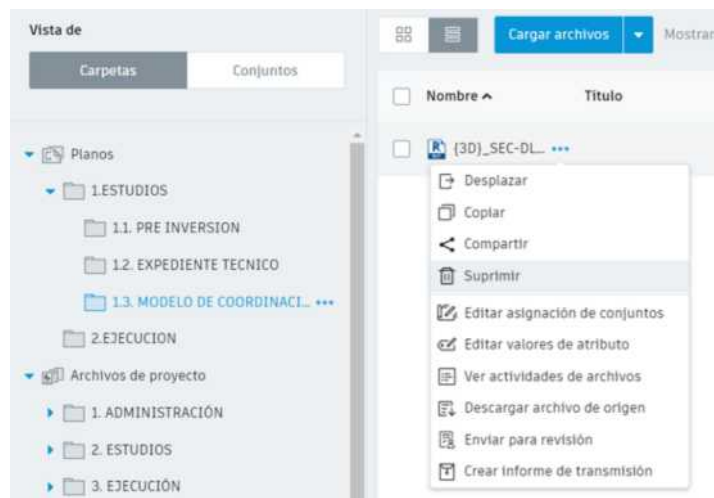 Vista de
Carpetas
Conjuntos
Planos
1.ESTUDIOS
1.1. PRE INVERSION
1.2. EXPEDIENTE TECNICO
1.3. MODELO DE COORDINACI...
2.EJECUCION
Archivos de proyecto
1. ADMINISTRACIÓN
2. ESTUDIOS
3. EJECUCIÓN
Cargar archivos
Mostrar
Nombre
Título
{3D}_SEC-DL...
Desplazar
Copiar
Compartir
Suprimir
Editar asignación de conjuntos
Editar valores de atributo
Ver actividades de archivos
Descargar archivo de origen
Enviar para revisión
Crear informe de transmisión